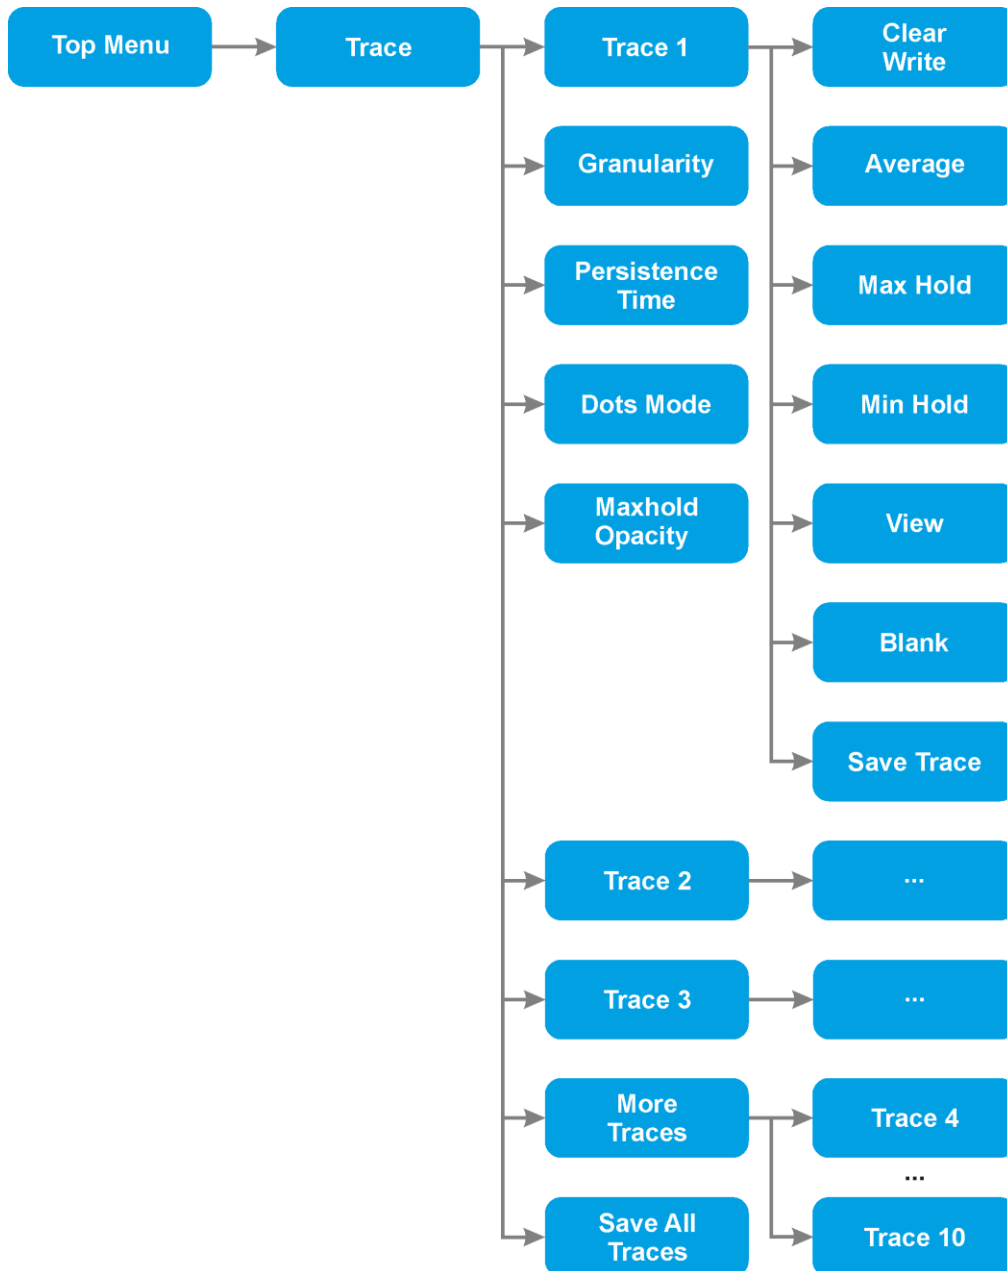 Top Menu
Trace
Trace 1
Clear
Write
Granularity
Average
Persistence
Time
Max Hold
Dots Mode
Min Hold
Maxhold
Opacity
View
Blank
Save Trace
Trace 2
...
Trace 3
...
More
Traces
Trace 4
...
Save All
Traces
Trace 10